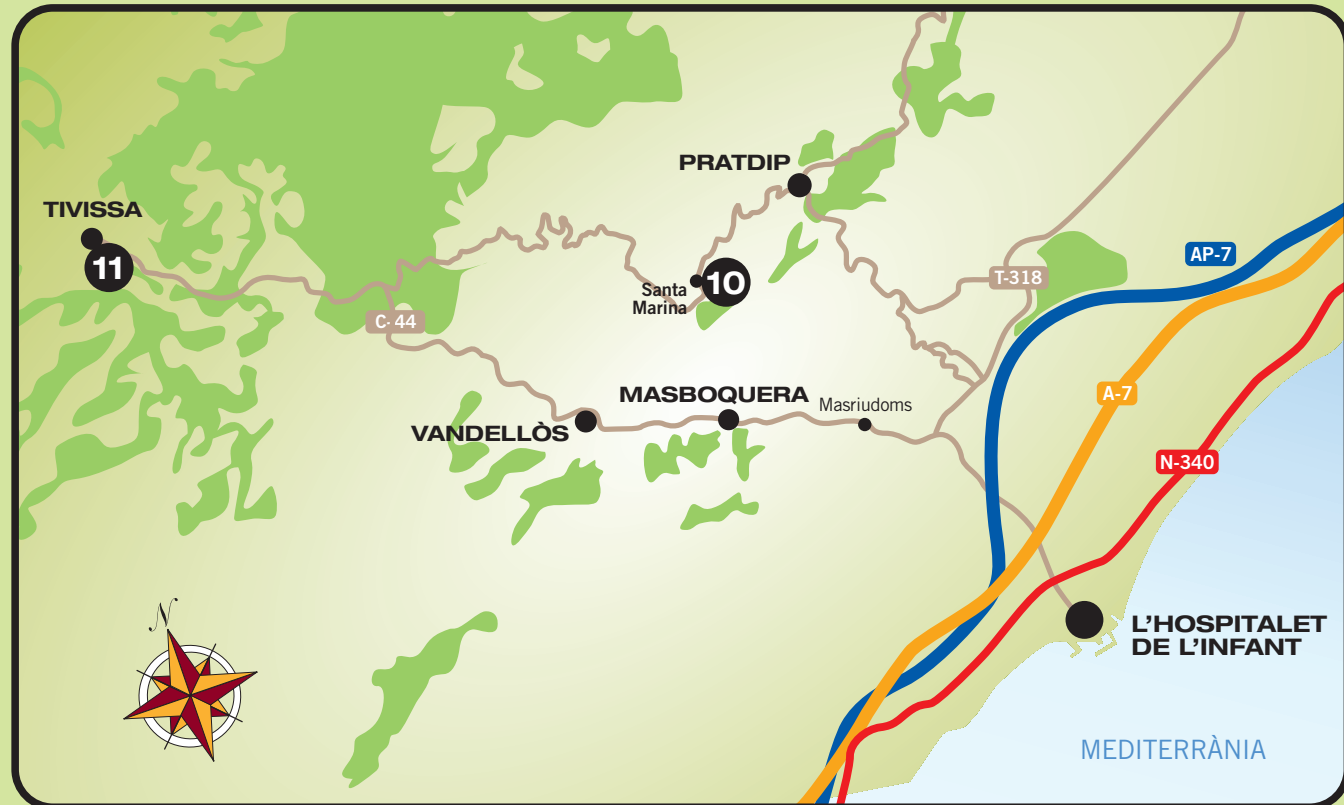 PRATDIP
TIVISSA
AP-7
11
10
Santa
Marina
T-318
C-44
MASBOQUERA
A-7
Masriudoms
VANDELLÒS
N-340
N
L'HOSPITALET
DE L'INFANT
MEDITERRÀNIA